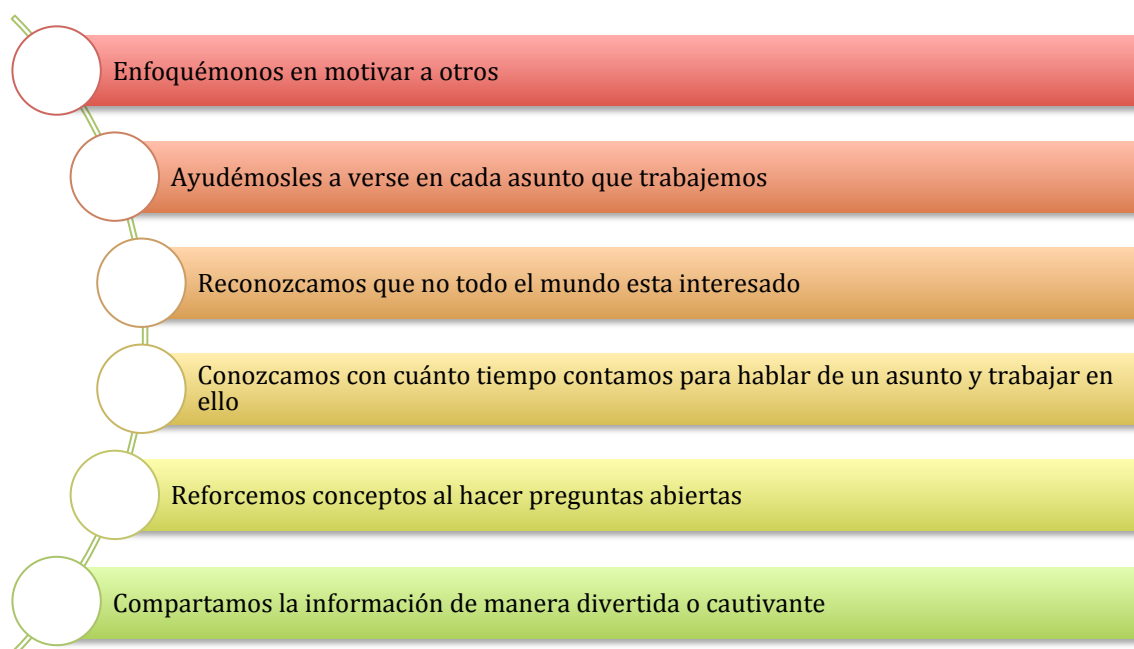 Enfoquémonos en motivar a otros
Ayudémosles a verse en cada asunto que trabajemos
Reconozcamos que no todo el mundo esta interesado
Conozcamos con cuánto tiempo contamos para hablar de un asunto y trabajar en
ello
Reforcemos conceptos al hacer preguntas abiertas
Compartamos la información de manera divertida o cautivante